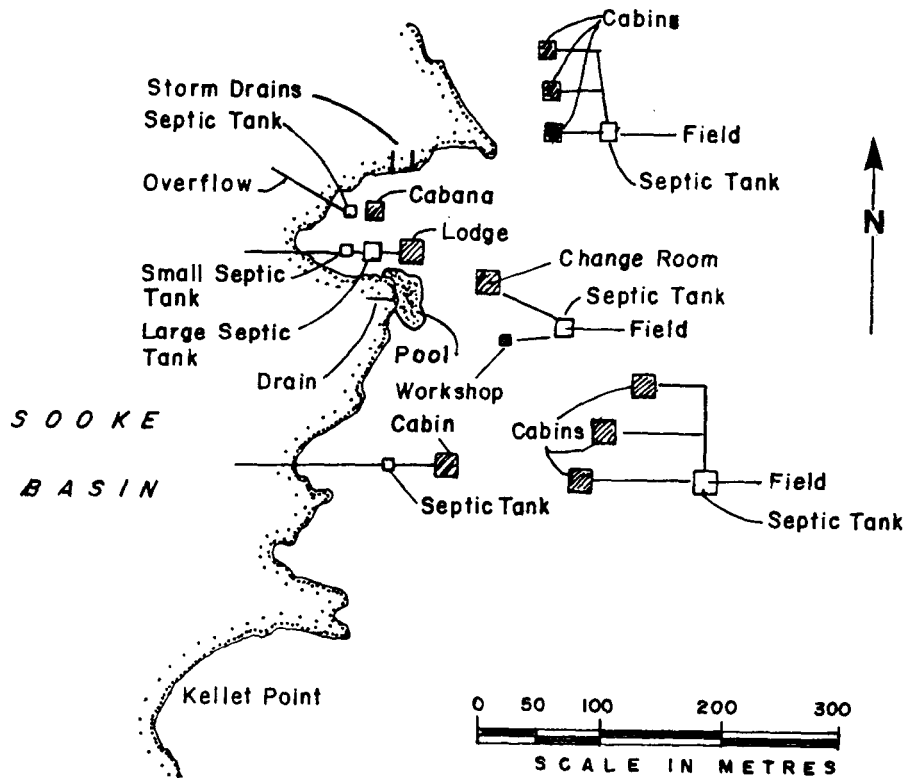 Cabins
Storm Drains
Septic Tank
Field
Septic Tank
Overflow
Cabana
Lodge
N
Change Room
Small Septic
Tank
Septic Tank
Field
Large Septic
Tank
Pool
Drain
Workshop
SOOKE
Cabin
Cabins
BASIN
Septic Tank
Field
Septic Tank
Kellet Point
0 50 100 200 300
SCALE IN METRES